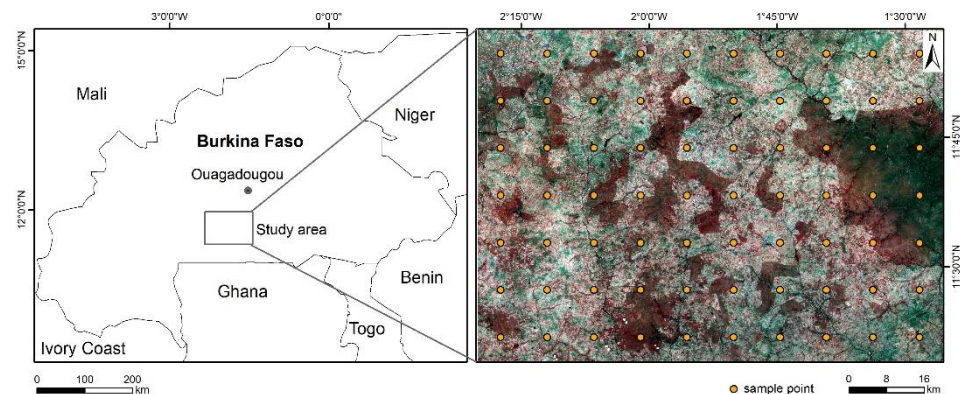 3°0'0"W 0°0'0"
15°0'0"N
12°0'0"N
Mali
Niger
Burkina Faso
Ouagadougou
Study area
Benin
Ghana
Togo
Ivory Coast
0 100 200
km
2°15'0"W 2°0'0"W 1°45'0"W 1°30'0"W
N
11°45'0"N
11°30'0"N
sample point
0 8 16
km